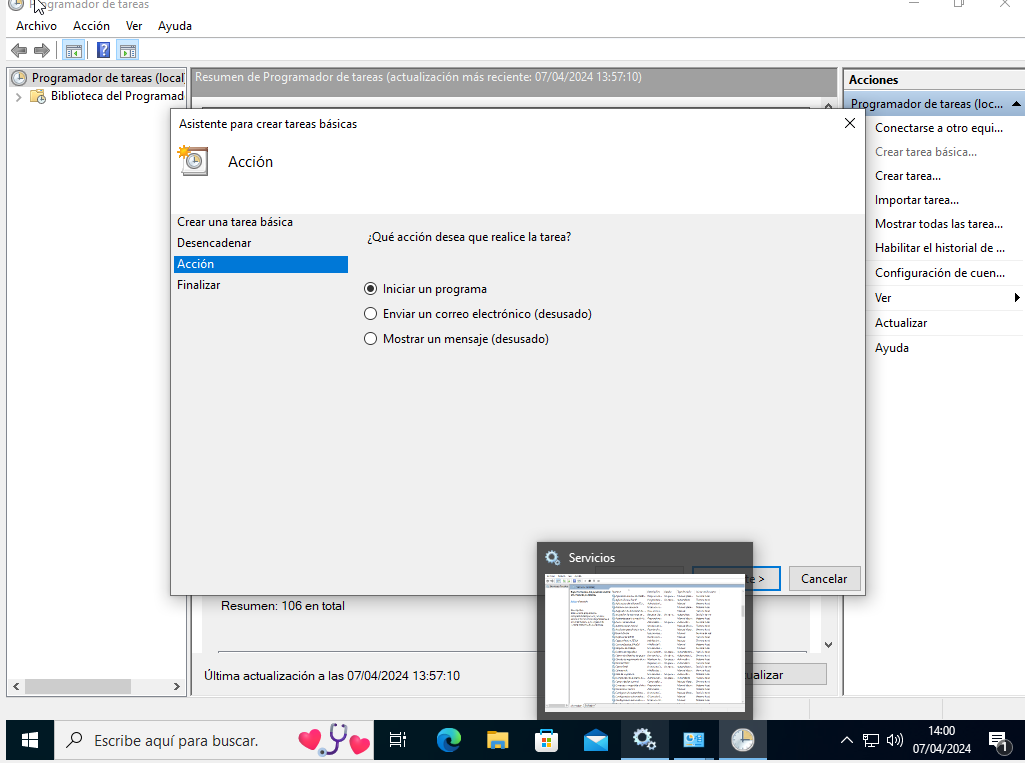 Programador de tareas
Archivo Acción Ver Ayuda
Programador de tareas (local
Biblioteca del Programad
Resumen de Programador de tareas (actualización más reciente: 07/04/2024 13:57:10)
Acciones
Programador de tareas (loc...
Conectarse a otro equi...
Crear tarea básica...
Crear tarea...
Importar tarea...
Mostrar todas las tarea...
Habilitar el historial de ...
Configuración de cuen...
Ver
Actualizar
Ayuda
Asistente para crear tareas básicas
Acción
Crear una tarea básica
Desencadenar
Acción
Finalizar
¿Qué acción desea que realice la tarea?
Iniciar un programa
Enviar un correo electrónico (desusado)
Mostrar un mensaje (desusado)
te >
Cancelar
Servicios
Resumen: 106 en total
Última actualización a las 07/04/2024 13:57:10
ualizar
Escribe aquí para buscar.
14:00
07/04/2024
1